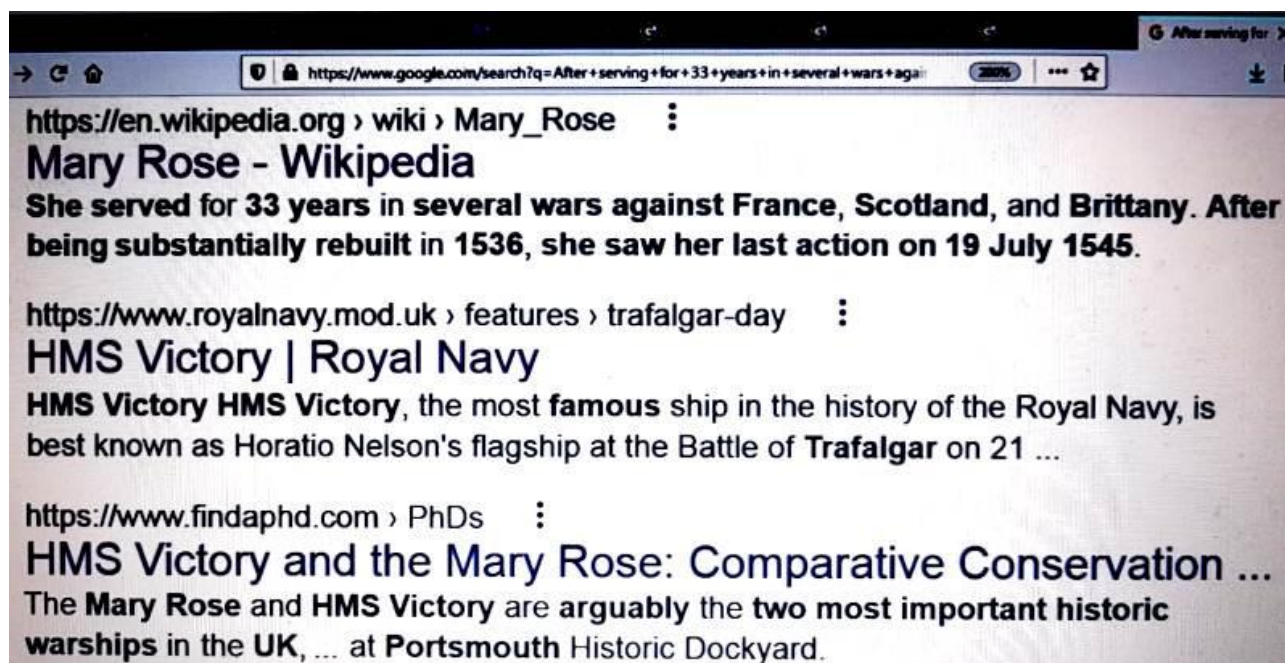 G After serving for
https://www.google.com/search?q=After+serving+for+33+years+in+several+wars+agai
200%
https://en.wikipedia.org › wiki › Mary_Rose
Mary Rose - Wikipedia
She served for 33 years in several wars against France, Scotland, and Brittany. After
being substantially rebuilt in 1536, she saw her last action on 19 July 1545.
https://www.royalnavy.mod.uk › features › trafalgar-day
HMS Victory | Royal Navy
HMS Victory HMS Victory, the most famous ship in the history of the Royal Navy, is
best known as Horatio Nelson's flagship at the Battle of Trafalgar on 21 ...
https://www.findaphd.com › PhDs
HMS Victory and the Mary Rose: Comparative Conservation ...
The Mary Rose and HMS Victory are arguably the two most important historic
warships in the UK, ... at Portsmouth Historic Dockyard.